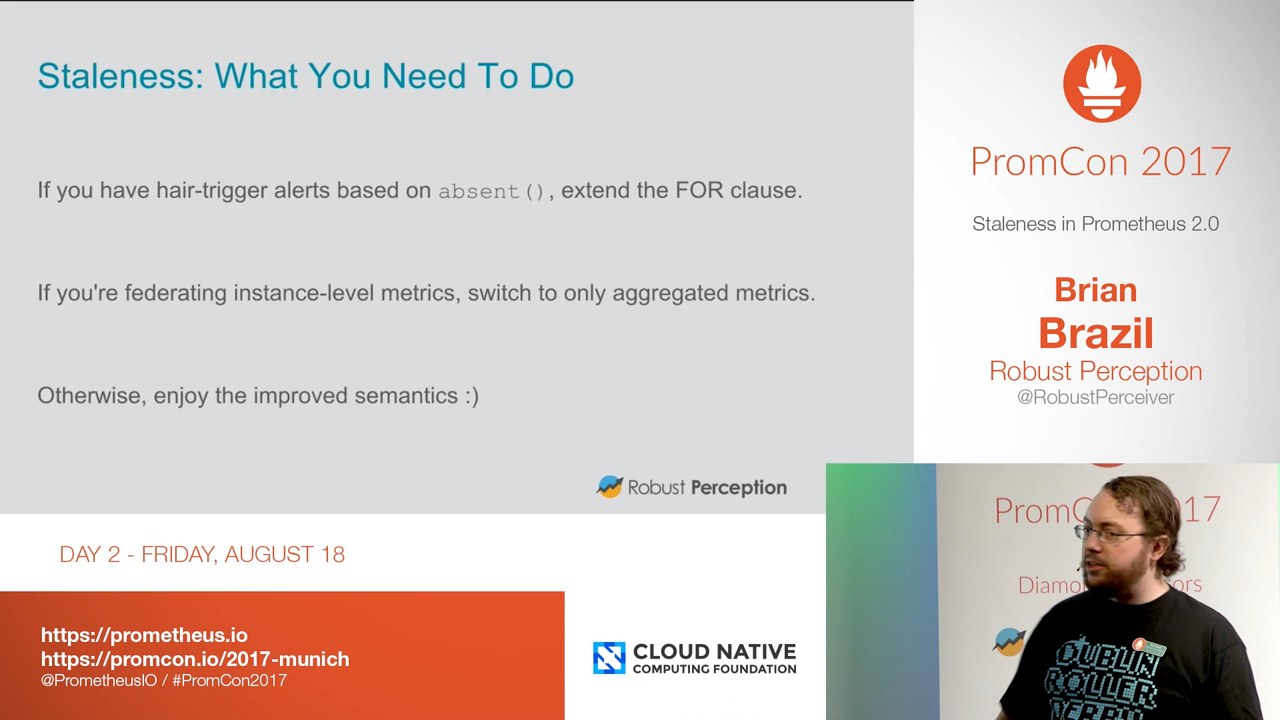 Staleness: What You Need To Do
If you have hair-trigger alerts based on absent(), extend the FOR clause.
If you're federating instance-level metrics, switch to only aggregated metrics.
Otherwise, enjoy the improved semantics :)
Robust Perception
PromCon 2017
Staleness in Prometheus 2.0
Brian
Brazil
Robust Perception
@RobustPerceiver
DAY 2 - FRIDAY, AUGUST 18
https://prometheus.io
https://promcon.io/2017-munich
@PrometheusIO / #PromCon2017
CLOUD NATIVE
COMPUTING FOUNDATION
DUBLIN
ROLLER